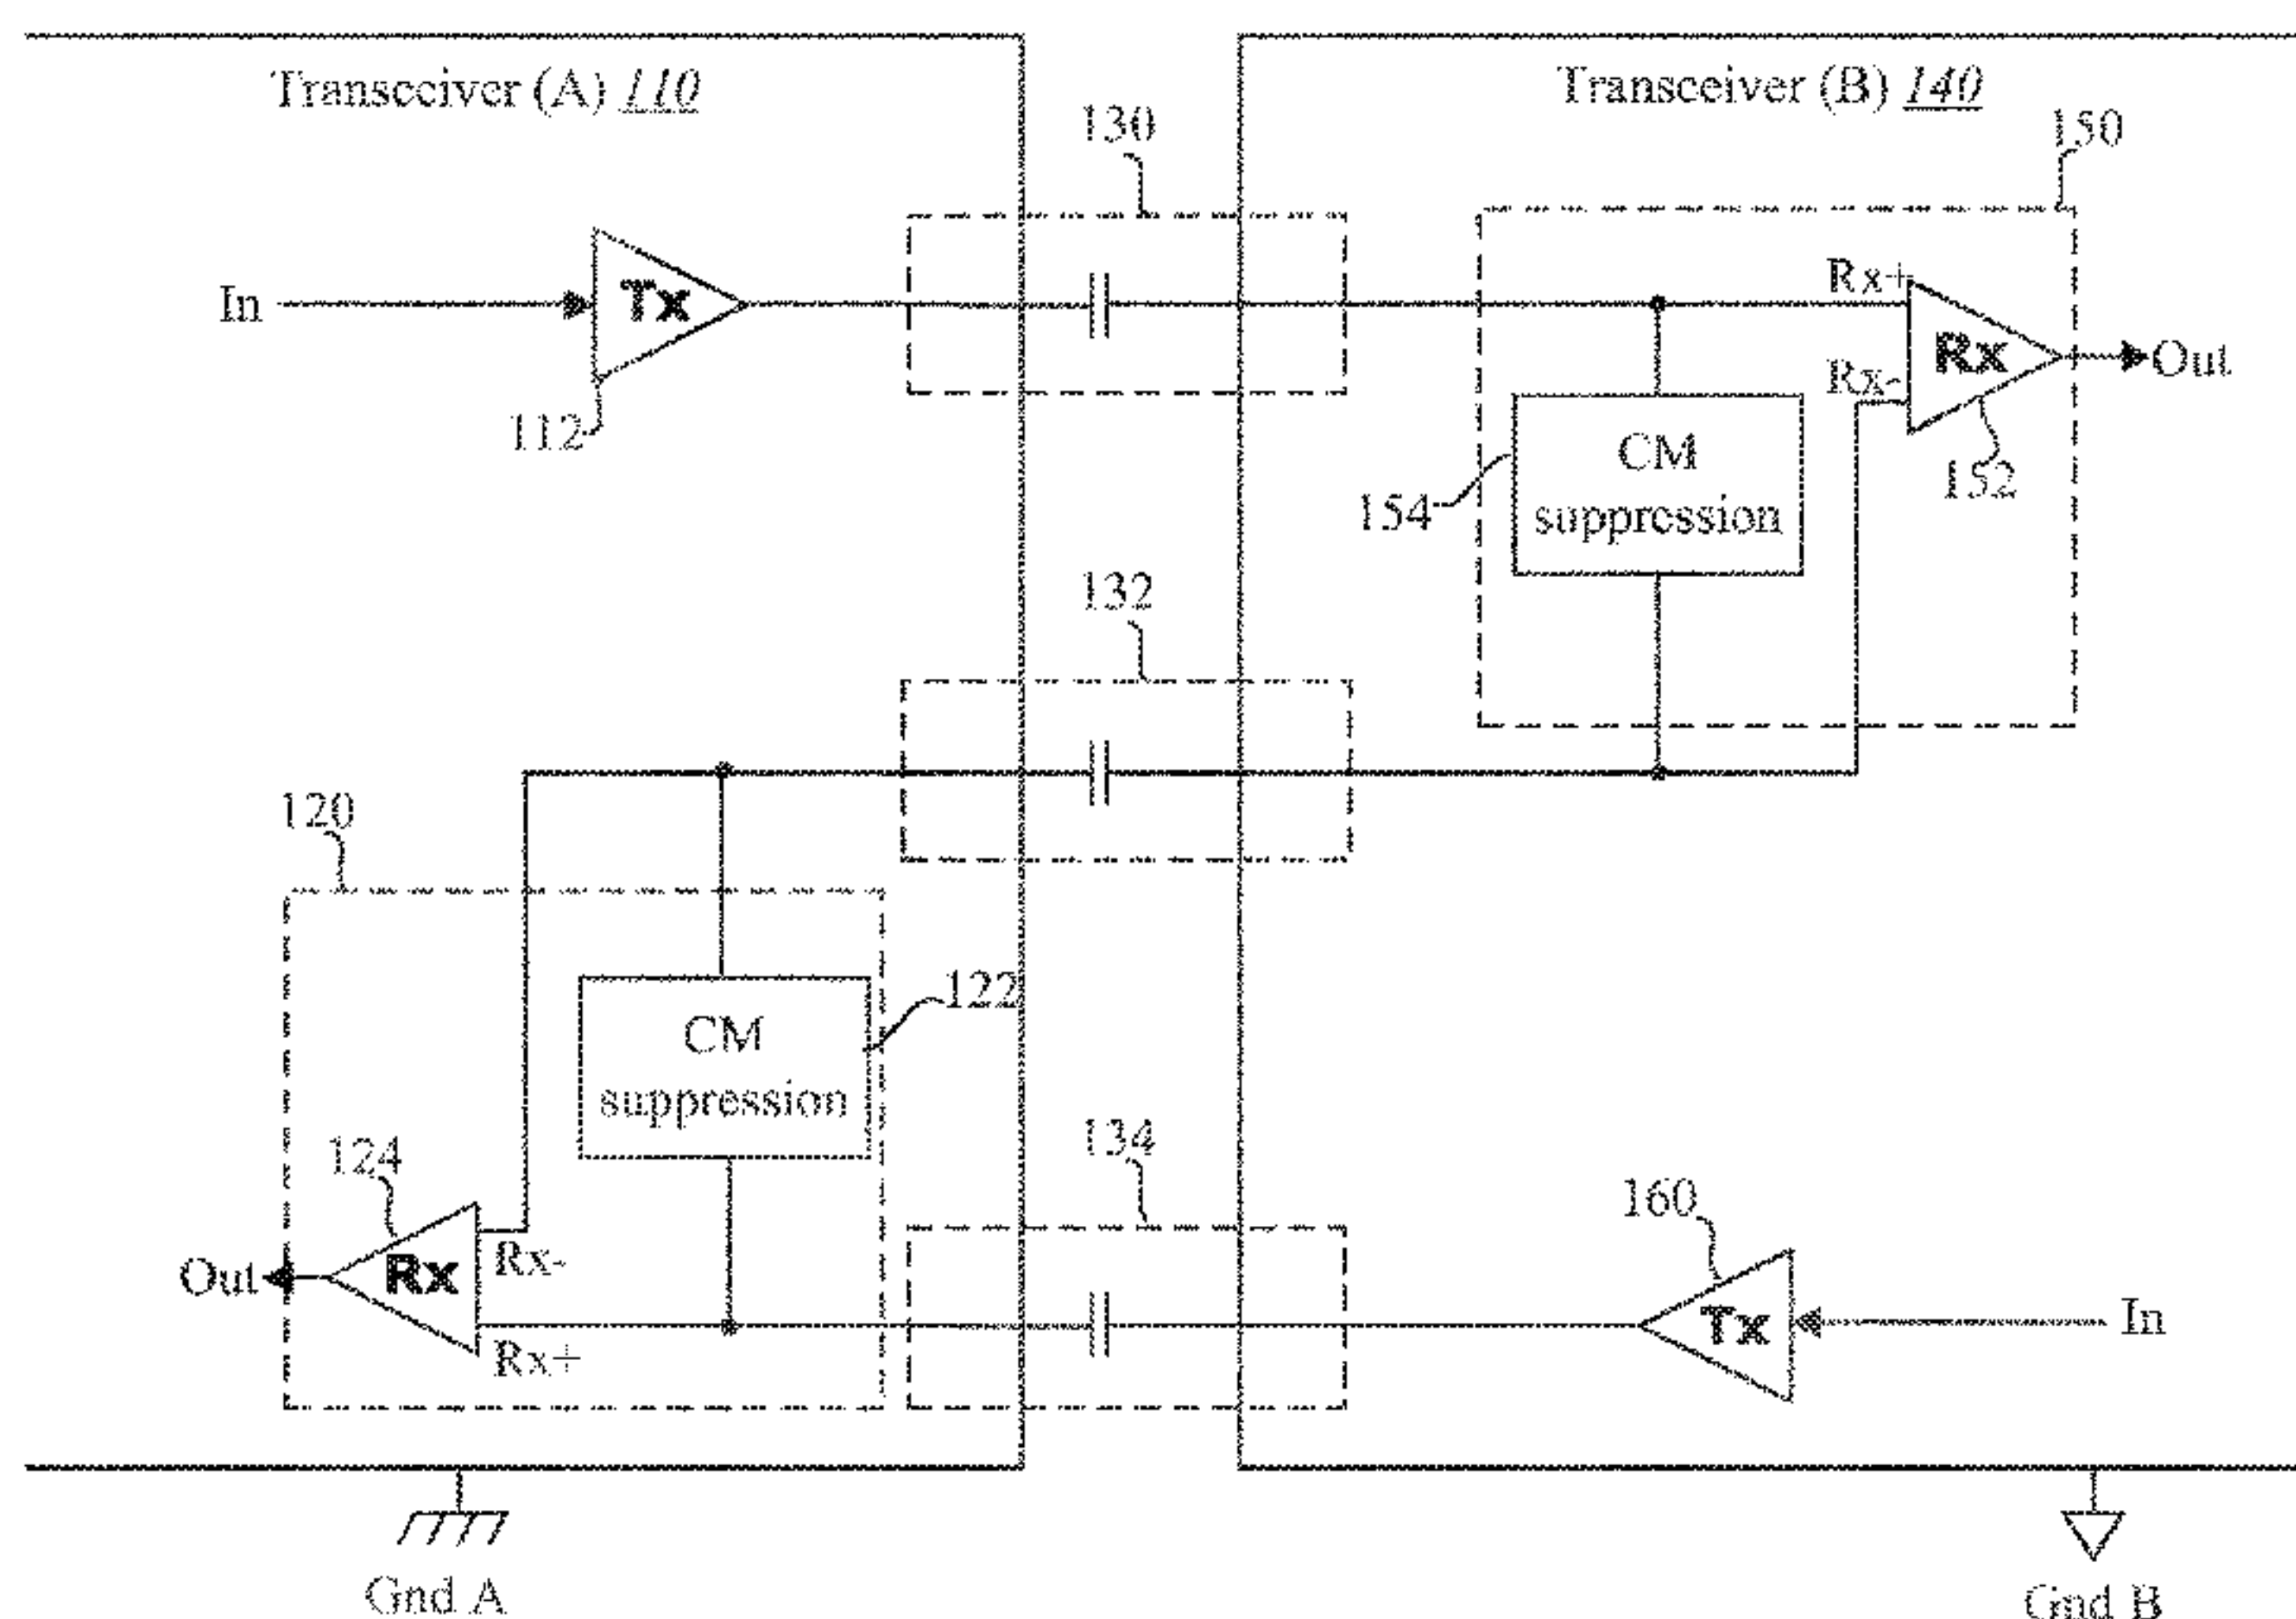 Transceiver (A) 110
Transceiver (B) 140
130
150
In
Tx
Rx+
Rx
Rx-
Out
112
CM
suppression
154
152
132
120
CM
suppression
122
124
134
160
Out
Rx
Rx-
Rx+
Tx
In
Gnd A
Gnd B